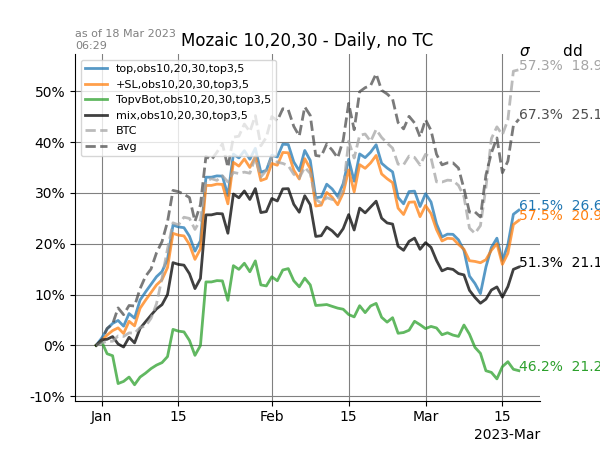 as of 18 Mar 2023
06:29
Mozaic 10,20,30 - Daily, no TC
σ dd
top,obs10,20,30,top3,5
+SL,obs10,20,30,top3,5
TopvBot,obs10,20,30,top3,5
mix,obs10,20,30,top3,5
BTC
avg
57.3% 18.9
67.3% 25.1
61.5% 26.6
57.5% 20.9
51.3% 21.1
46.2% 21.2
50%
40%
30%
20%
10%
0%
-10%
Jan 15 Feb 15 Mar 15
2023-Mar